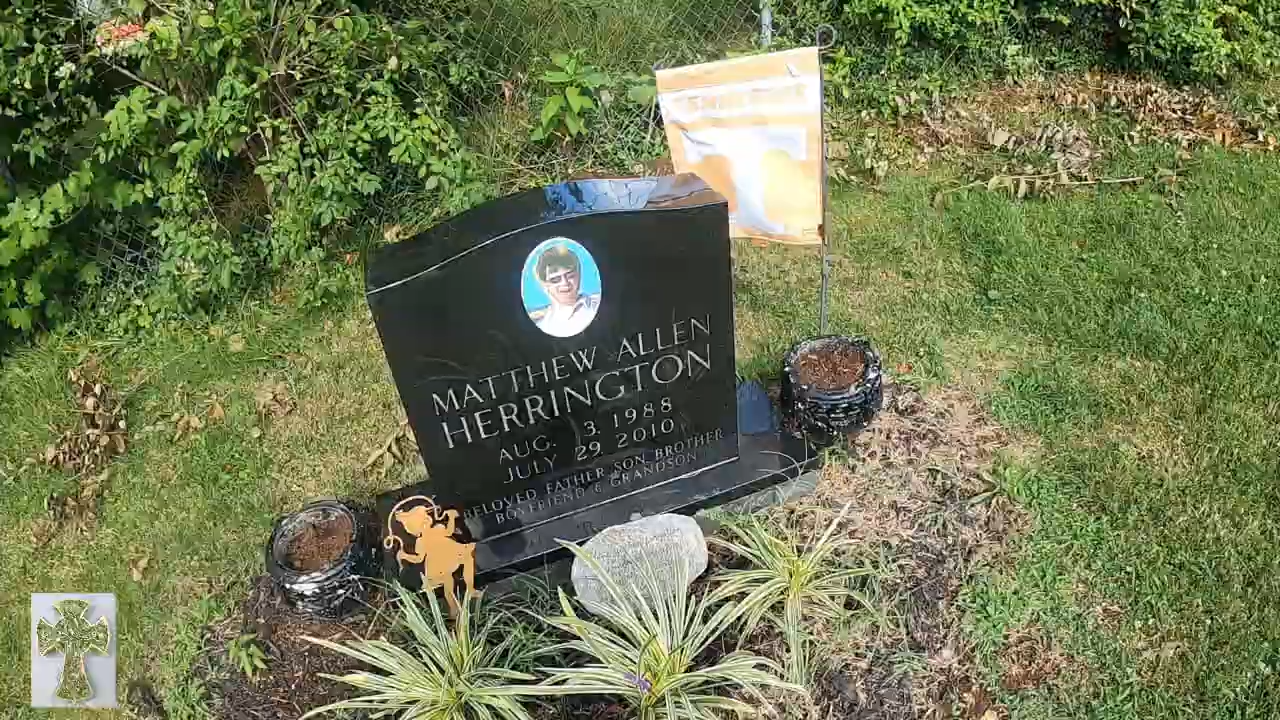 MATTHEW ALLEN
HERRINGTON
AUG. 3, 1988
JULY 29, 2010
BELOVED FATHER SON BROTHER
BOYFRIEND & GRANDSON